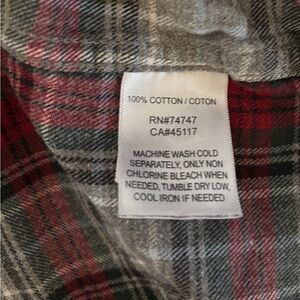 100% COTTON / COTON
RN#74747
CA#45117
MACHINE WASH COLD
SEPARATELY, ONLY NON
CHLORINE BLEACH WHEN
NEEDED, TUMBLE DRY LOW,
COOL IRON IF NEEDED